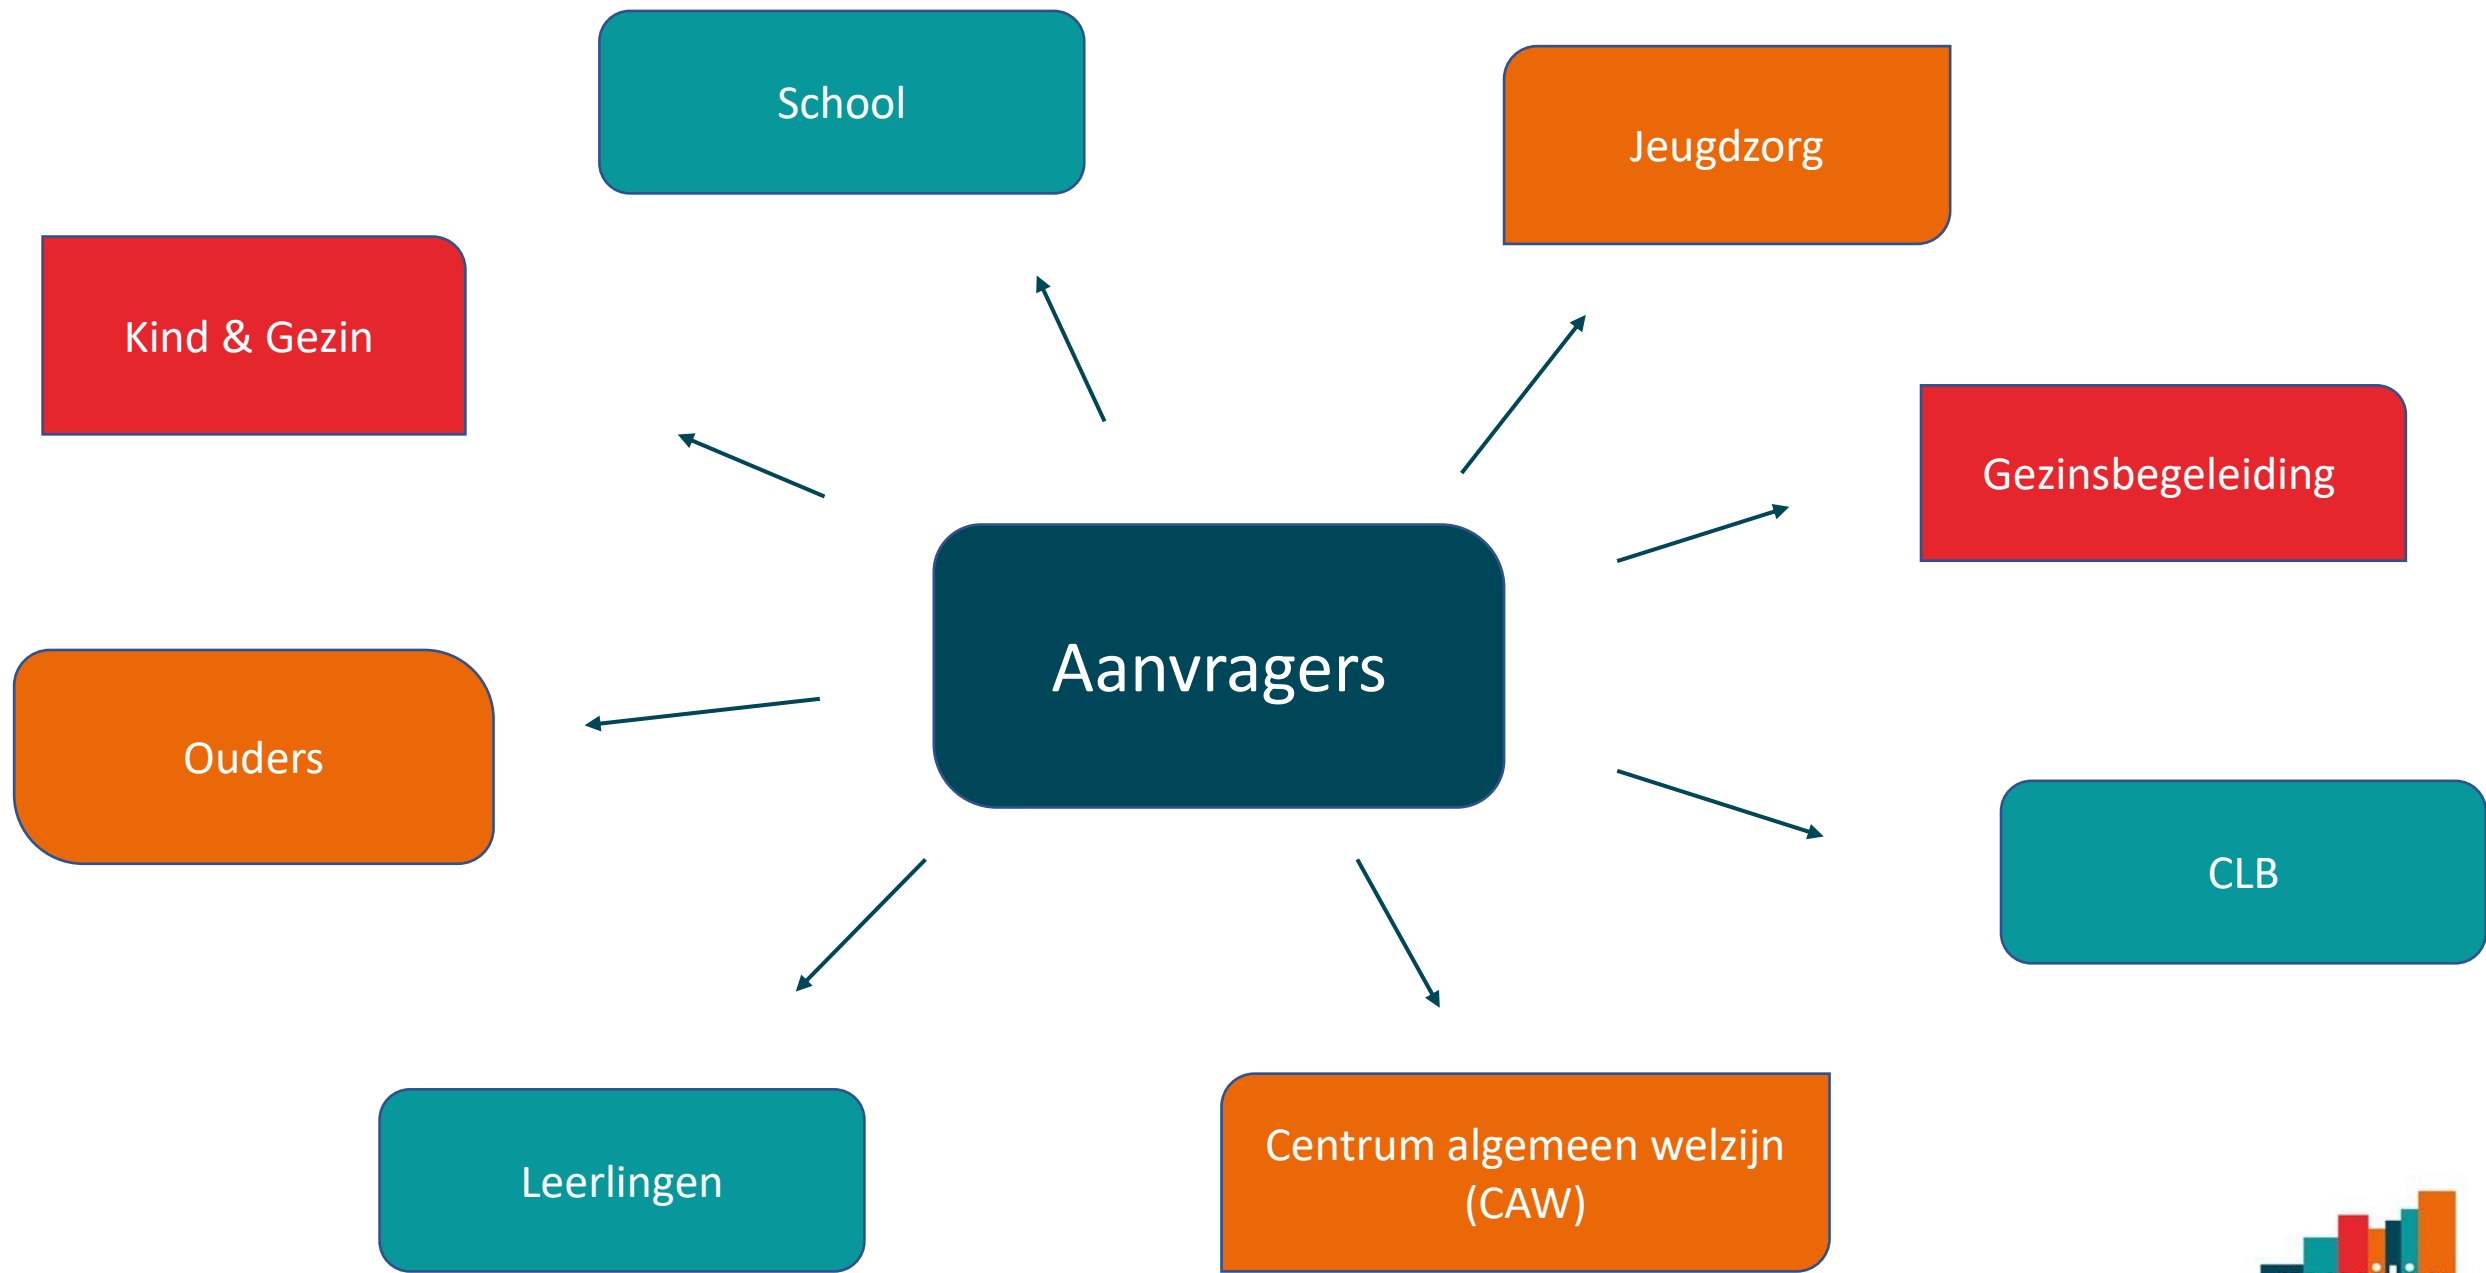 School
Jeugdzorg
Kind & Gezin
Gezinsbegeleiding
Aanvragers
Ouders
CLB
Leerlingen
Centrum algemeen welzijn
(CAW)